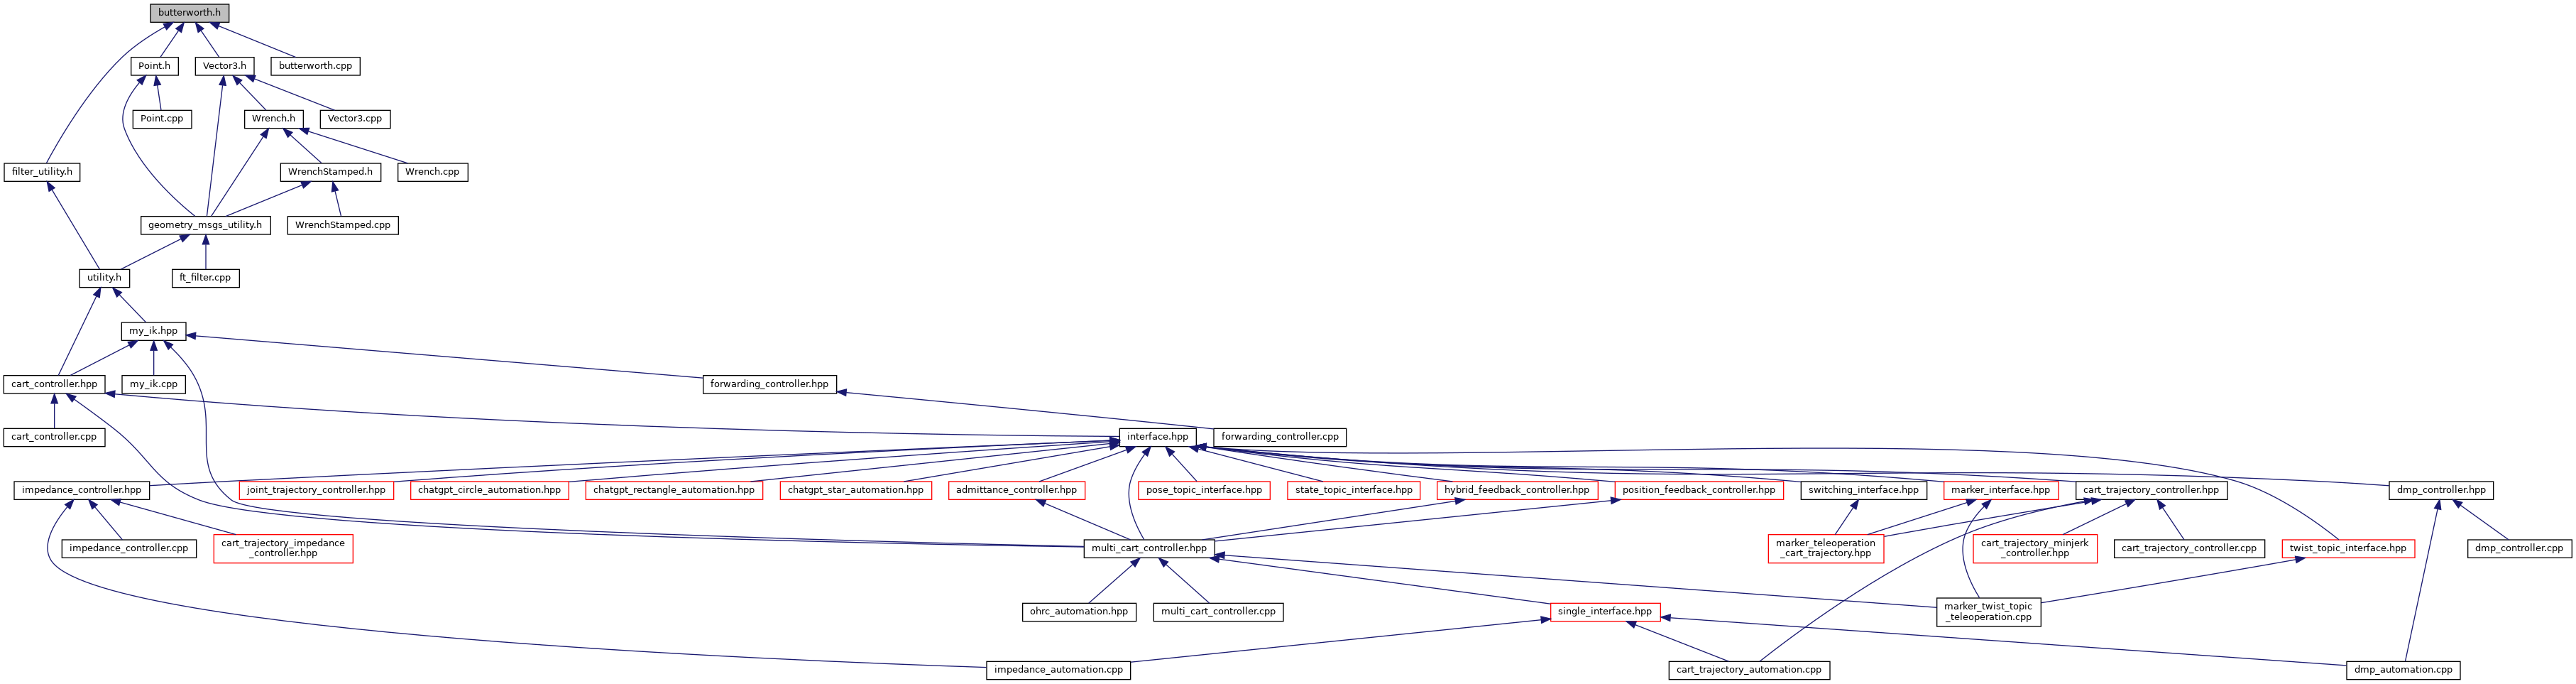 butterworth.h
Point.h
Vector3.h
butterworth.cpp
Point.cpp
Wrench.h
Vector3.cpp
filter_utility.h
WrenchStamped.h
Wrench.cpp
geometry_msgs_utility.h
WrenchStamped.cpp
utility.h
ft_filter.cpp
my_ik.hpp
cart_controller.hpp
my_ik.cpp
forwarding_controller.hpp
cart_controller.cpp
interface.hpp
forwarding_controller.cpp
impedance_controller.hpp
joint_trajectory_controller.hpp
chatgpt_circle_automation.hpp
chatgpt_rectangle_automation.hpp
chatgpt_star_automation.hpp
admittance_controller.hpp
pose_topic_interface.hpp
state_topic_interface.hpp
hybrid_feedback_controller.hpp
position_feedback_controller.hpp
switching_interface.hpp
marker_interface.hpp
cart_trajectory_controller.hpp
dmp_controller.hpp
impedance_controller.cpp
cart_trajectory_impedance
_controller.hpp
multi_cart_controller.hpp
marker_teleoperation
_cart_trajectory.hpp
cart_trajectory_minjerk
_controller.hpp
cart_trajectory_controller.cpp
twist_topic_interface.hpp
dmp_controller.cpp
ohrc_automation.hpp
multi_cart_controller.cpp
single_interface.hpp
marker_twist_topic
_teleoperation.cpp
impedance_automation.cpp
cart_trajectory_automation.cpp
dmp_automation.cpp